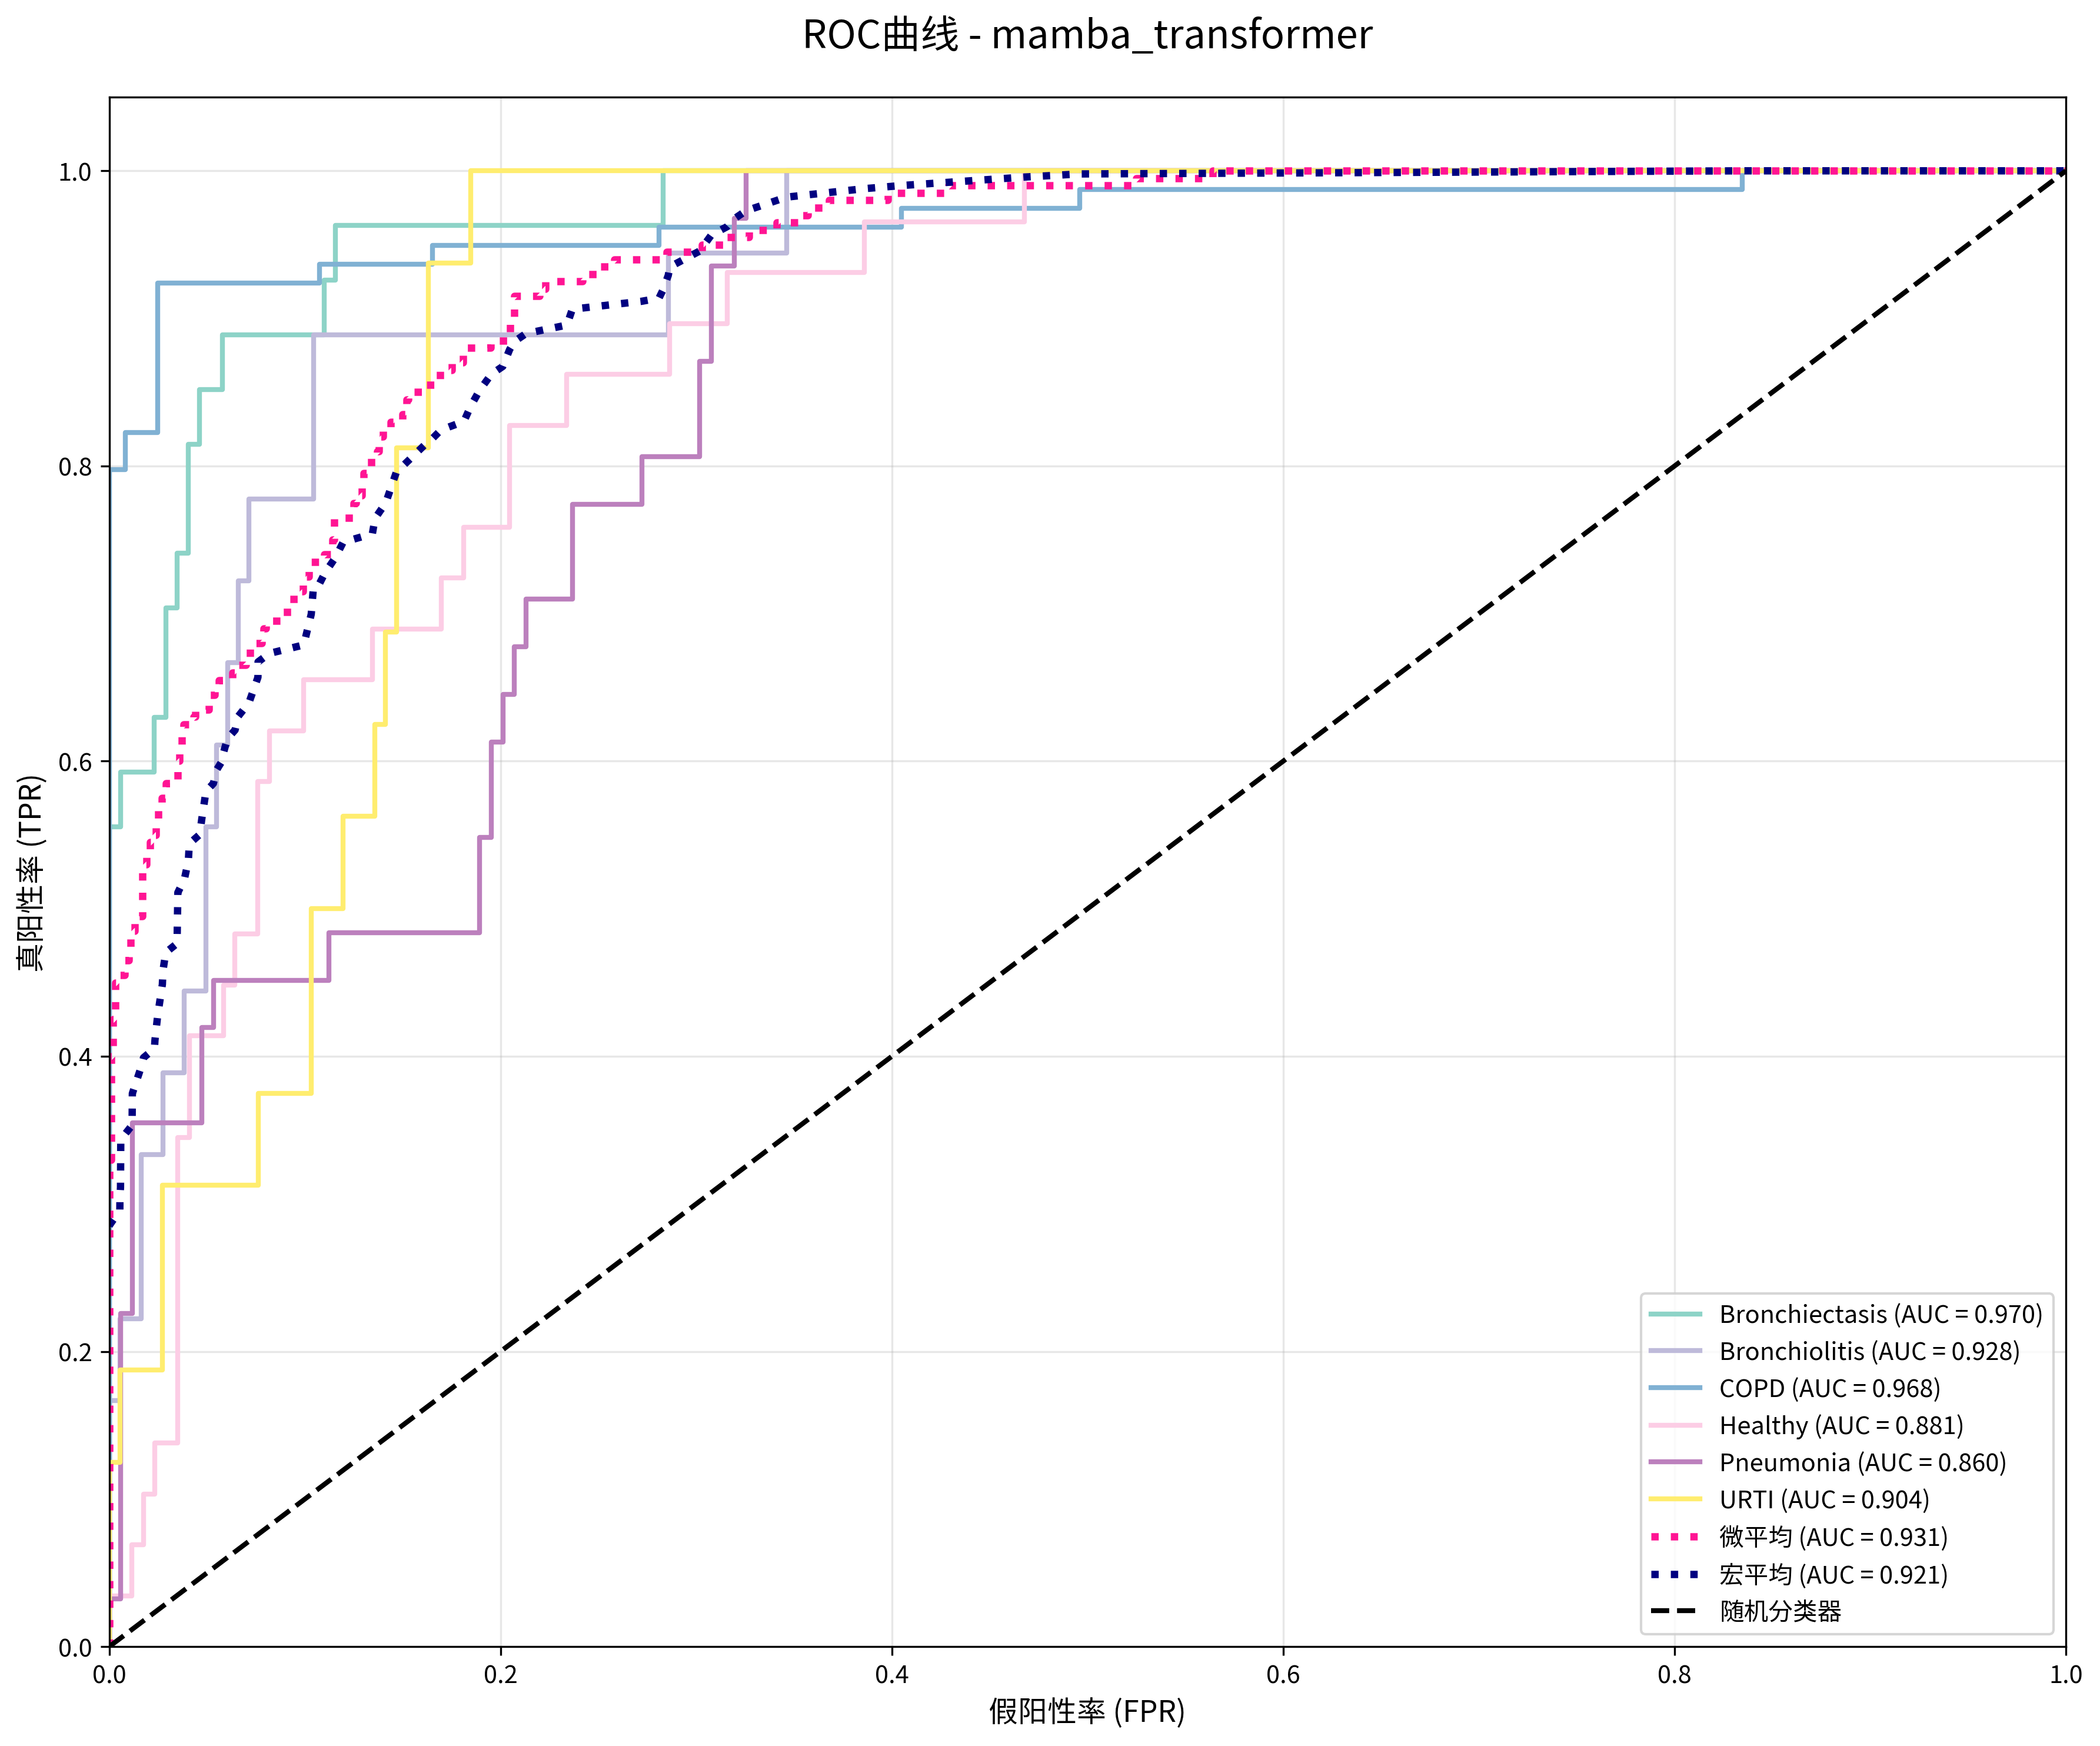 ROC曲线 - mamba_transformer
真阳性率 (TPR)
1.0
0.8
0.6
0.4
0.2
0.0
0.0 0.2 0.4 0.6 0.8 1.0
假阳性率 (FPR)
Bronchiectasis (AUC = 0.970)
Bronchiolitis (AUC = 0.928)
COPD (AUC = 0.968)
Healthy (AUC = 0.881)
Pneumonia (AUC = 0.860)
URTI (AUC = 0.904)
微平均 (AUC = 0.931)
宏平均 (AUC = 0.921)
随机分类器